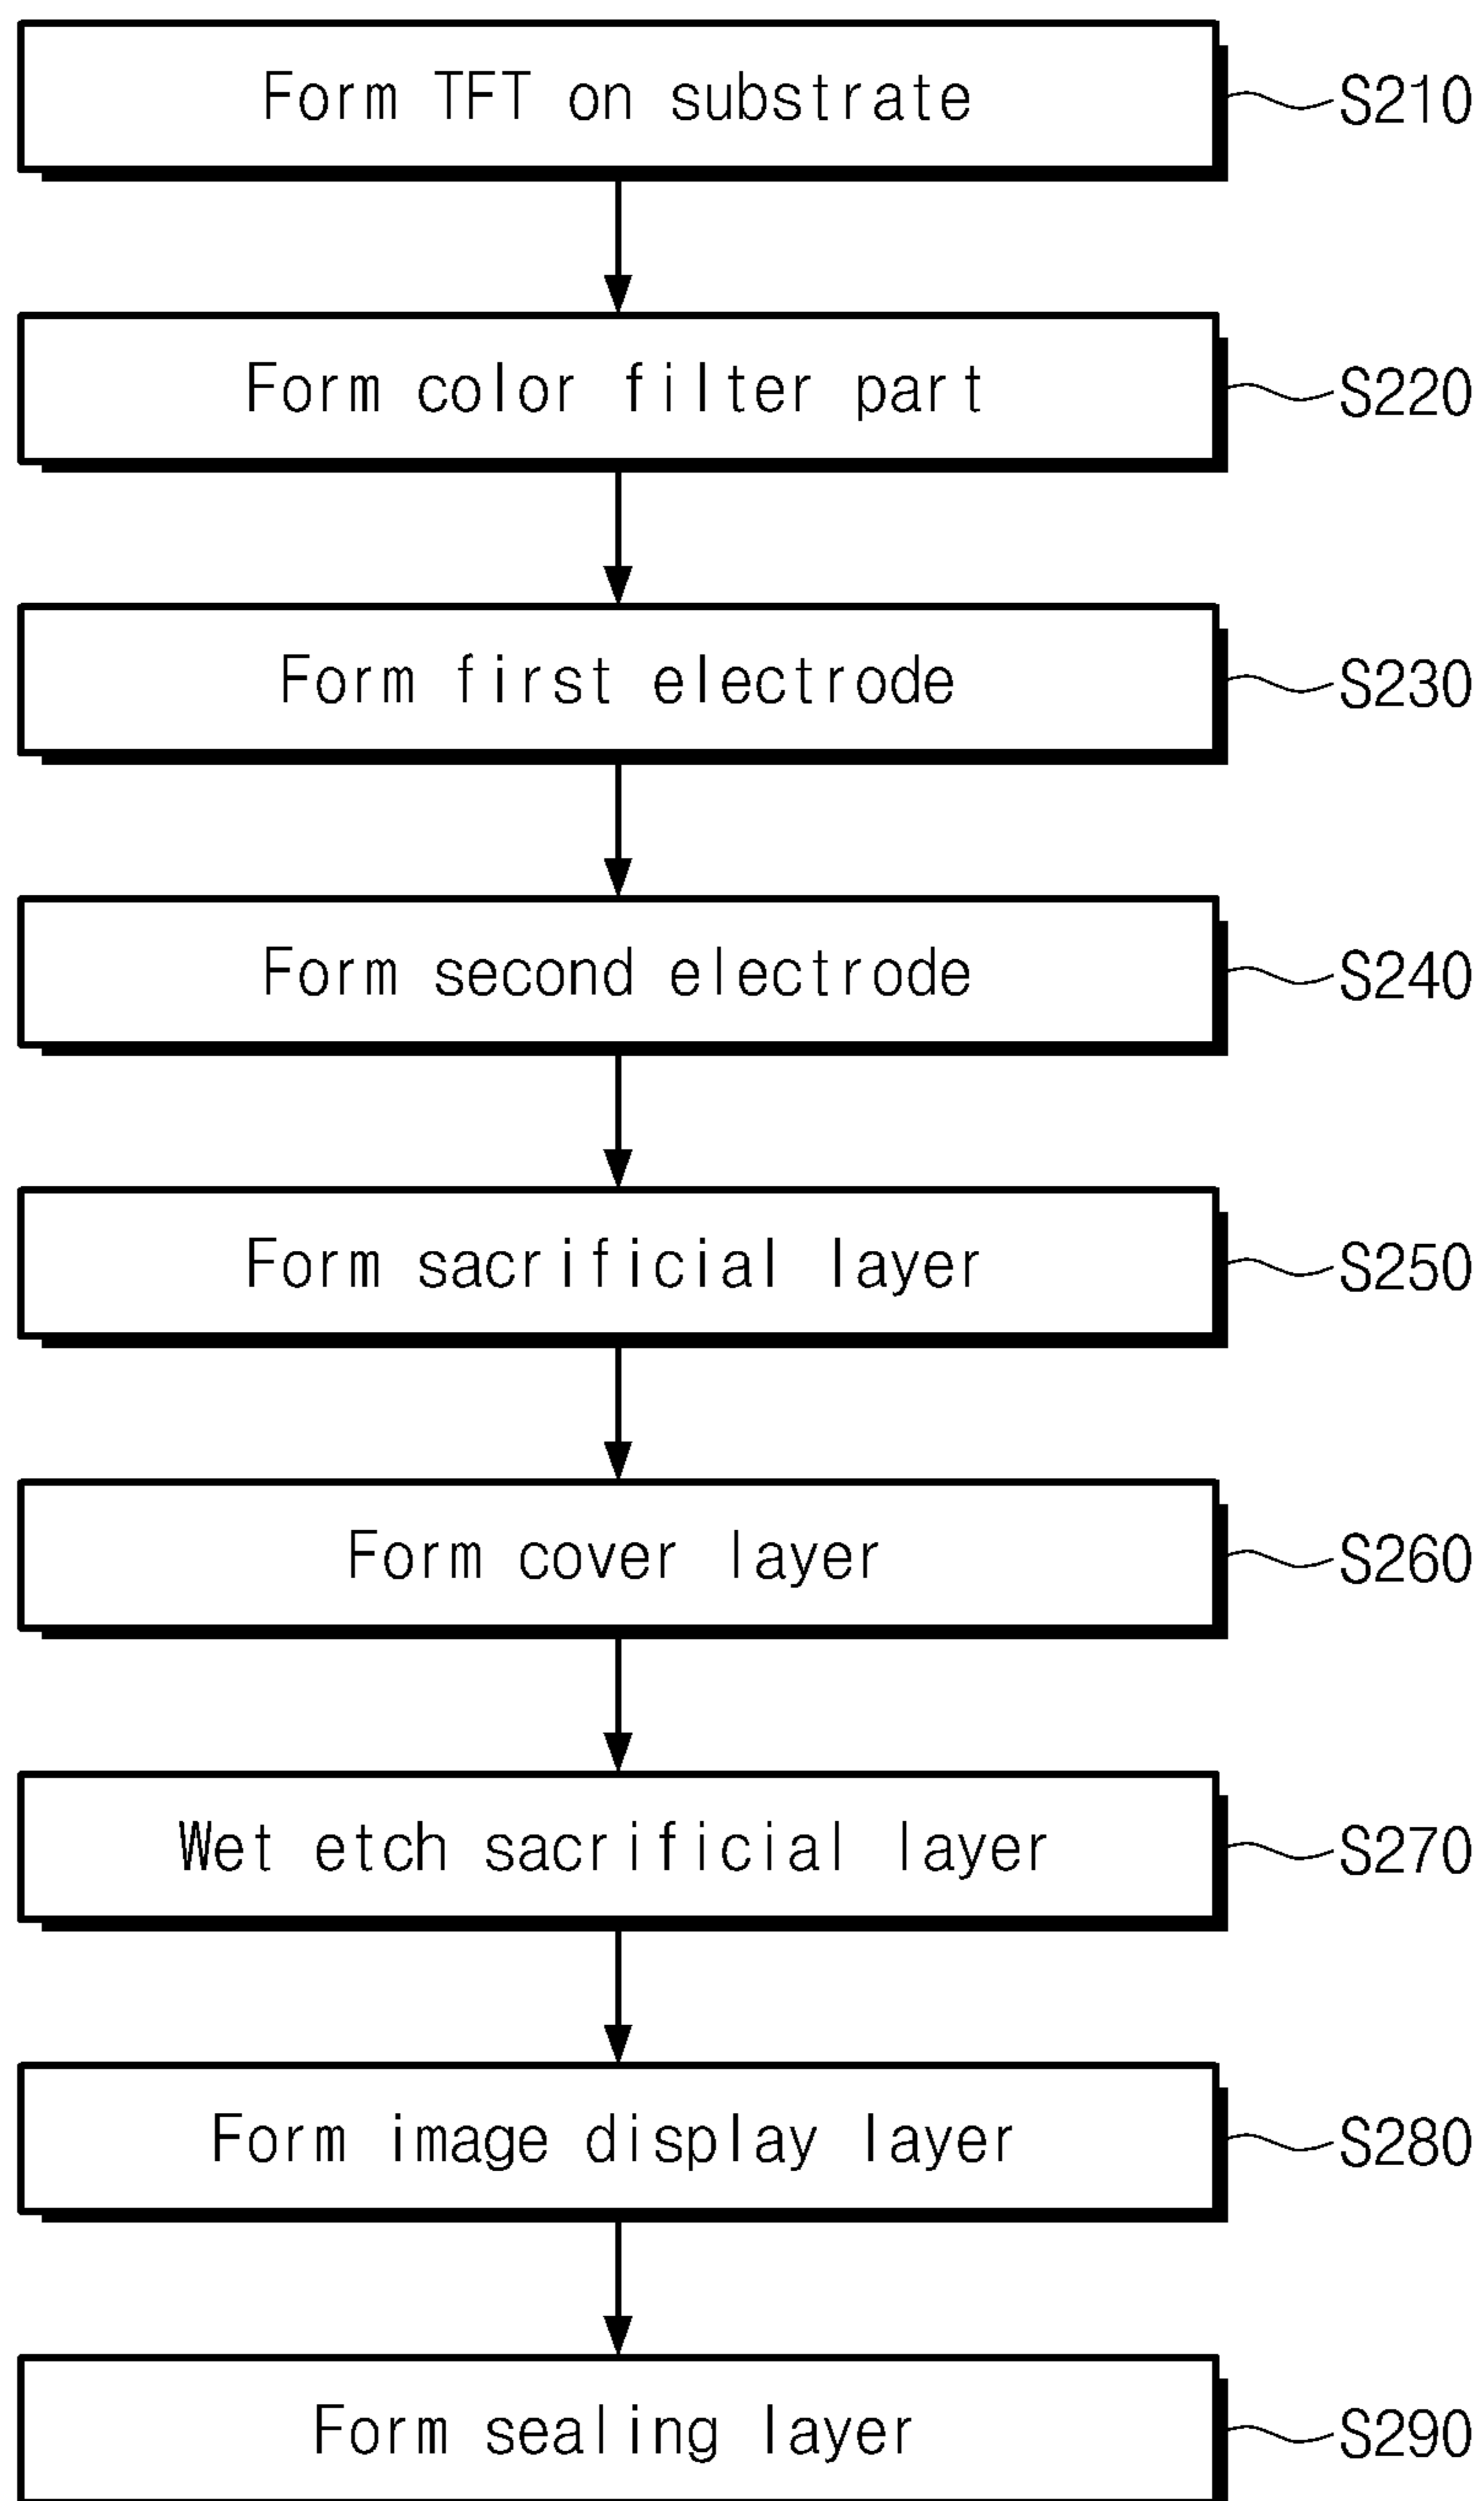 Form TFT on substrate S210
Form color filter part S220
Form first electrode S230
Form second electrode S240
Form sacrificial layer S250
Form cover layer S260
Wet etch sacrificial layer S270
Form image display layer S280
Form sealing layer S290